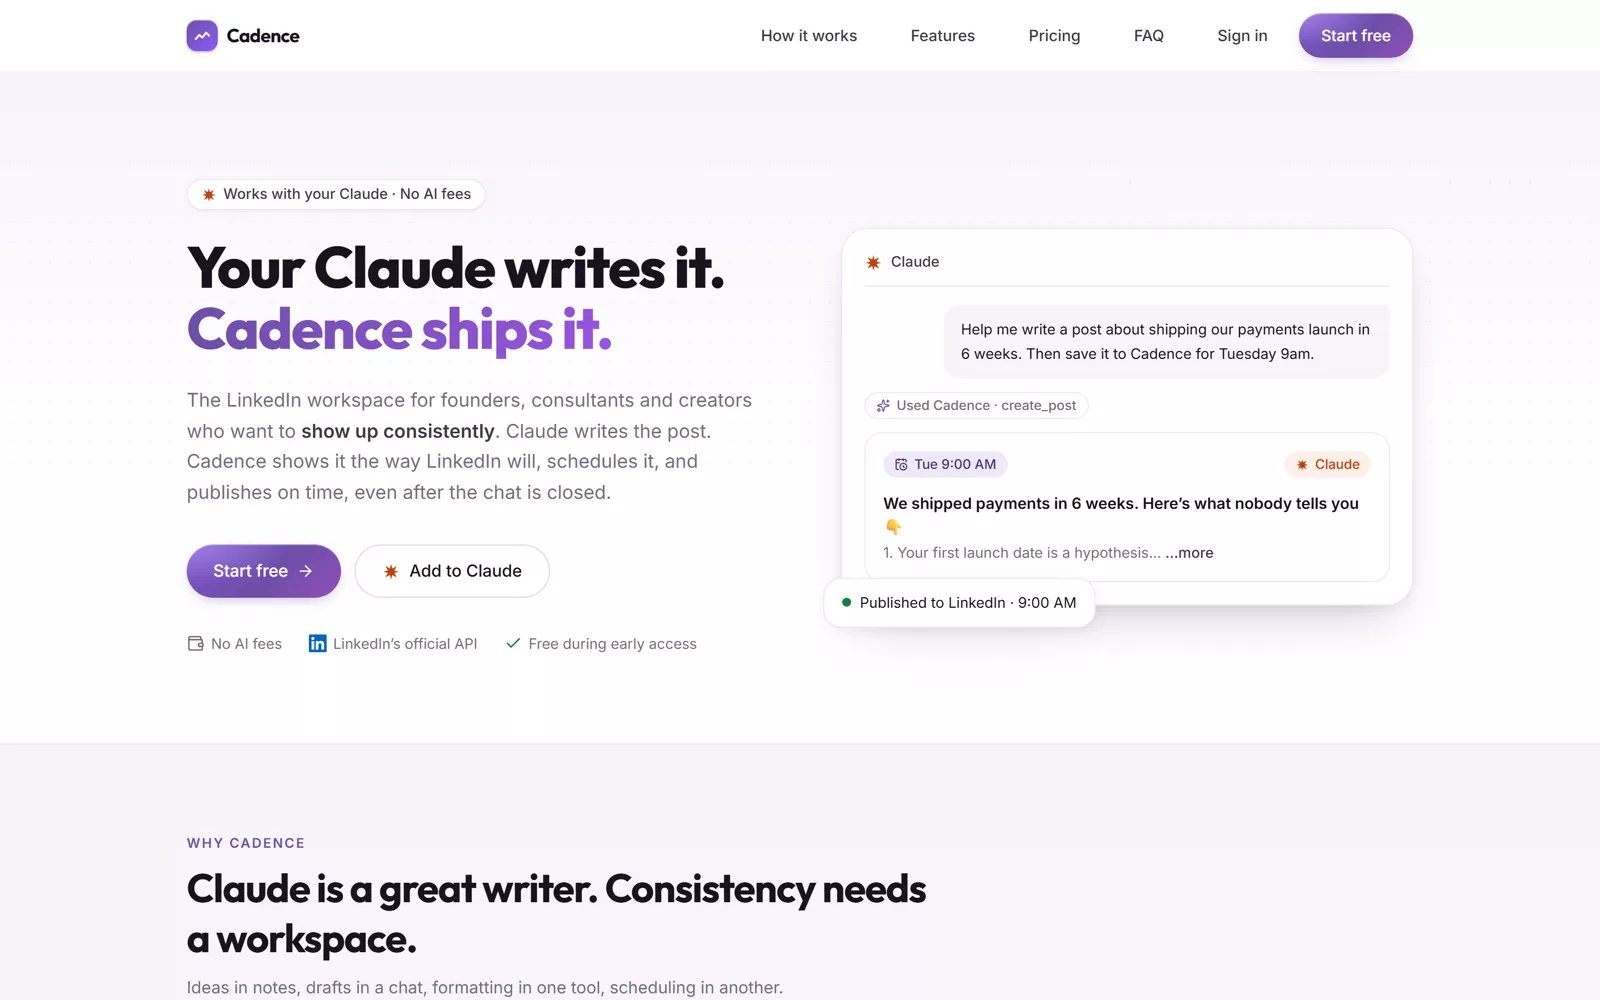 Cadence
How it works
Features
Pricing
FAQ
Sign in
Start free
Works with your Claude · No AI fees
Your Claude writes it.
Cadence ships it.
The LinkedIn workspace for founders, consultants and creators
who want to show up consistently. Claude writes the post.
Cadence shows it the way LinkedIn will, schedules it, and
publishes on time, even after the chat is closed.
Start free →
Add to Claude
No AI fees
in LinkedIn’s official API
Free during early access
Claude
Help me write a post about shipping our payments launch in
6 weeks. Then save it to Cadence for Tuesday 9am.
Used Cadence · create_post
Tue 9:00 AM
Claude
We shipped payments in 6 weeks. Here’s what nobody tells you
👇
1. Your first launch date is a hypothesis... ...more
Published to LinkedIn · 9:00 AM
WHY CADENCE
Claude is a great writer. Consistency needs
a workspace.
Ideas in notes, drafts in a chat, formatting in one tool, scheduling in another.